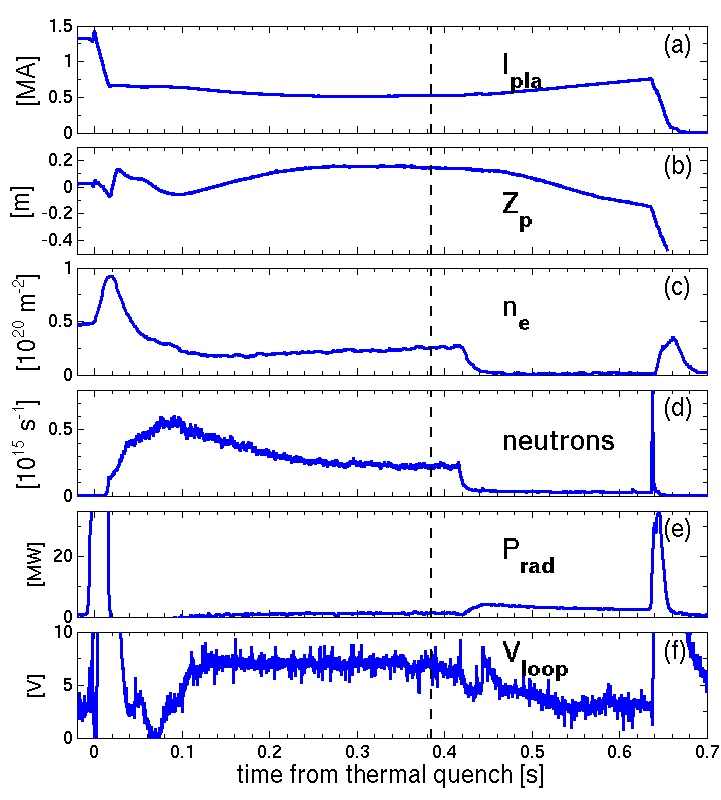 1.5
1
0.5
0
[MA]
I_pla
(a)
0.2
0
-0.2
-0.4
[m]
Z_p
(b)
1
0.5
0
[10^20 m^-2]
n_e
(c)
0.5
0
[10^15 s^-1]
neutrons
(d)
20
0
[MW]
P_rad
(e)
10
5
0
[V]
V_loop
(f)
0 0.1 0.2 0.3 0.4 0.5 0.6 0.7
time from thermal quench [s]